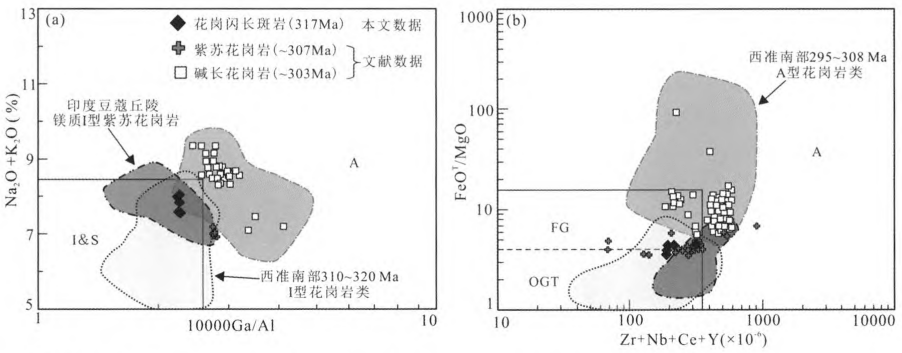 (a)
13
11
9
7
5
Na₂O+K₂O (%)
花岗闪长斑岩(317Ma) 本文数据
紫苏花岗岩(~307Ma)
碱长花岗岩(~303Ma)
文献数据
印度豆蔻丘陵
镁质I型紫苏花岗岩
A
I&S
西准南部310~320 Ma
I型花岗岩类
1
10
10000Ga/Al
(b)
1000
100
10
1
FeOᵀ/MgO
西准南部295~308 Ma
A型花岗岩类
A
FG
OGT
10
100
1000
10000
Zr+Nb+Ce+Y(×10⁻⁶)